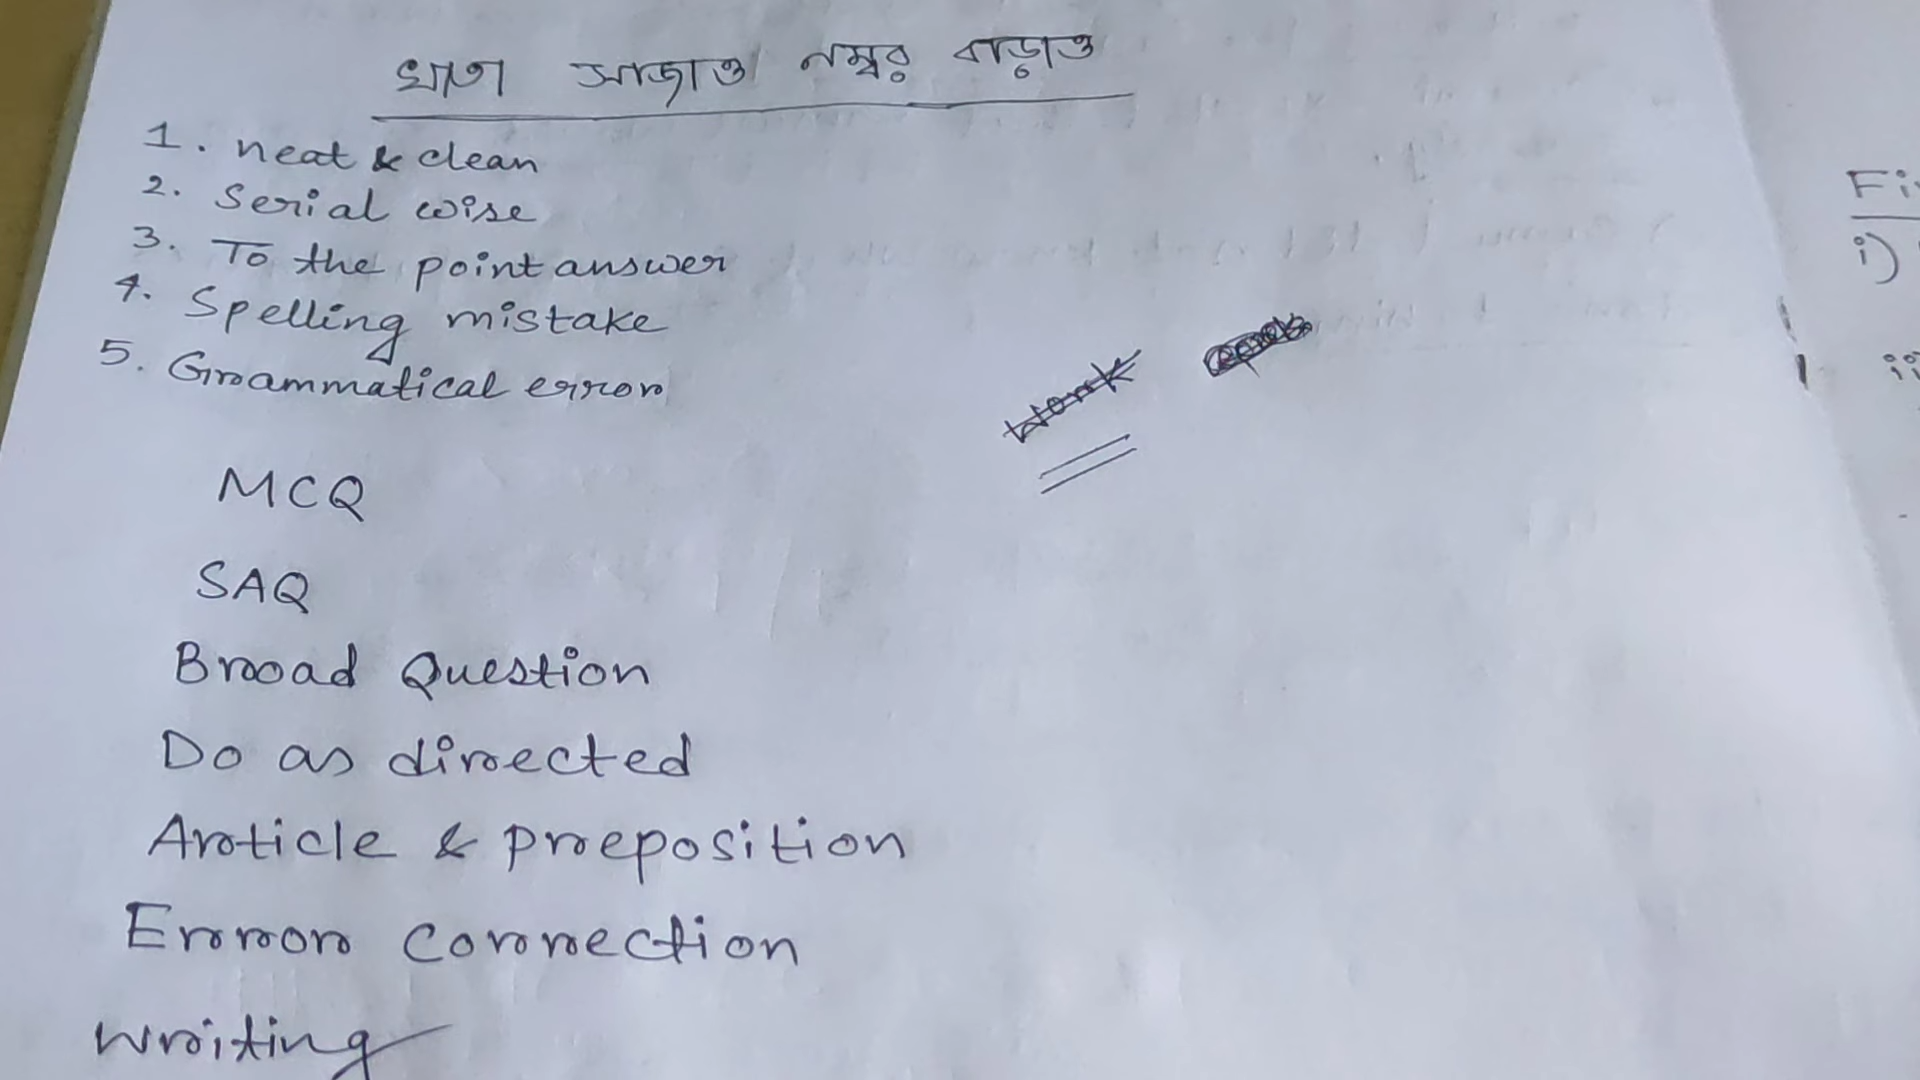 খাতা সাজাও নম্বর বাড়াও
1. neat & clean
2. Serial wise
3. To the point answer
4. Spelling mistake
5. Grammatical error
Work
MCQ
SAQ
Broad Question
Do as directed
Article & preposition
Error correction
writing
i)